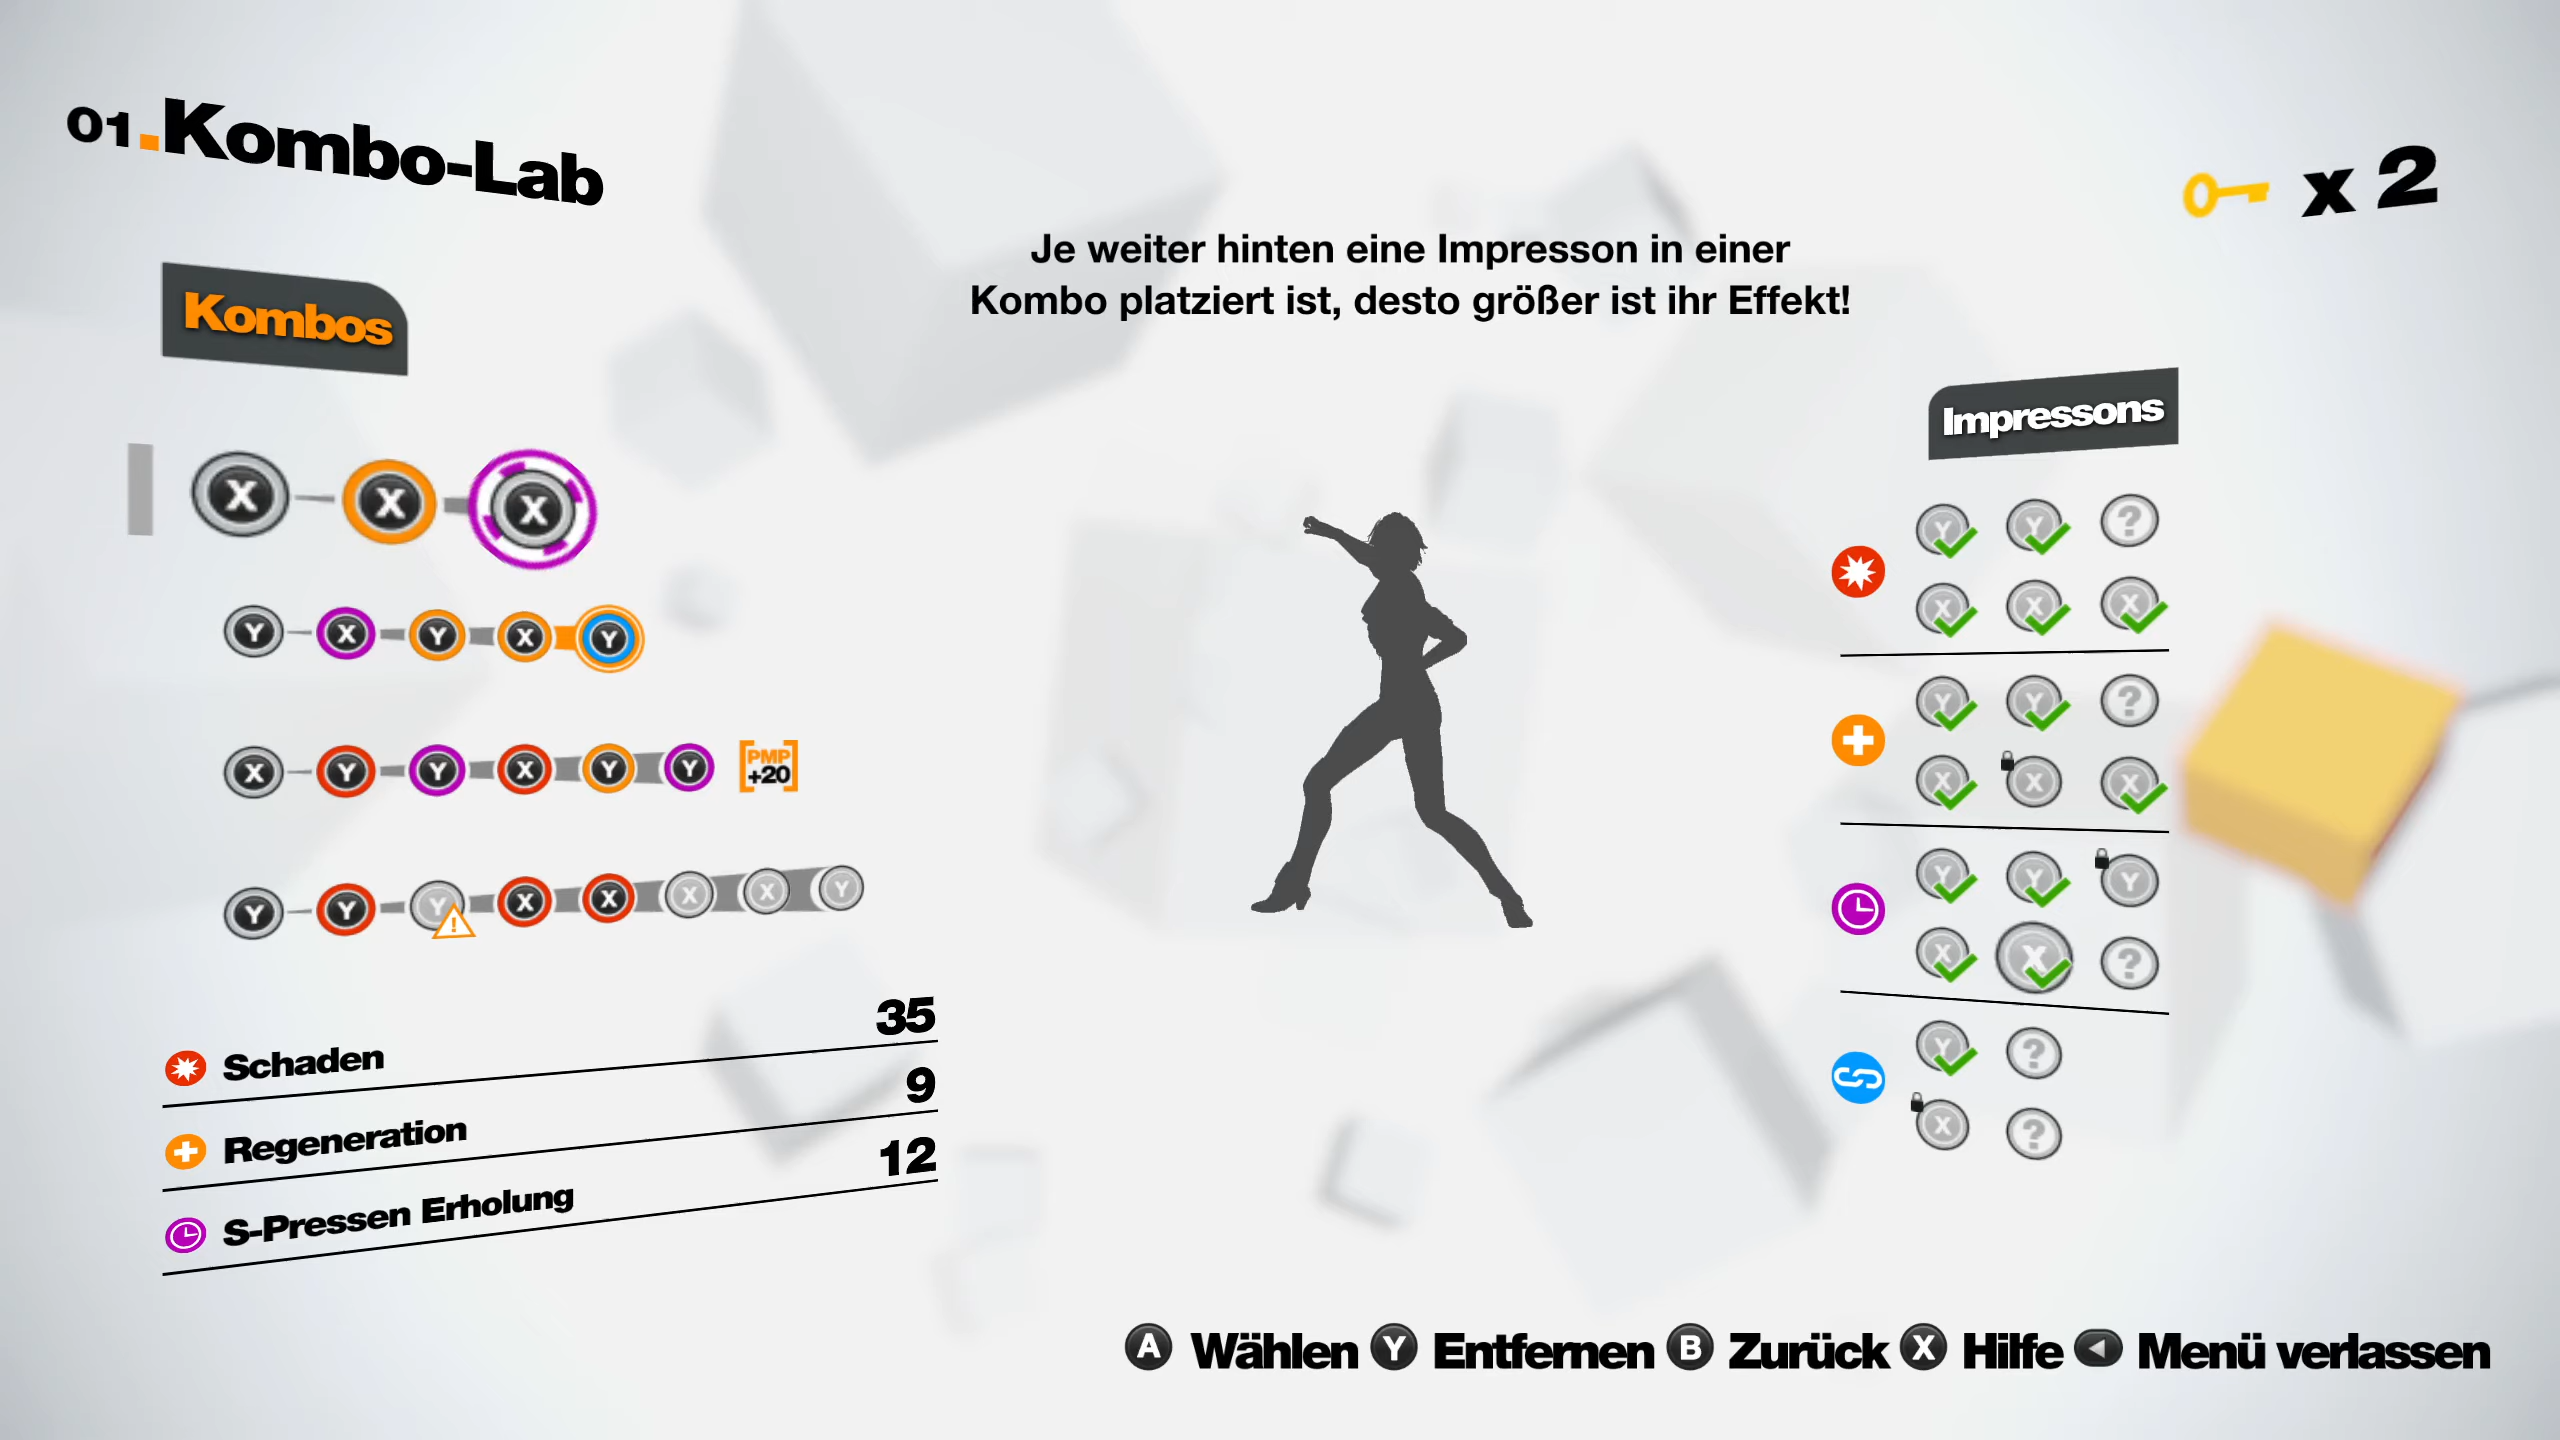 01.Kombo-Lab
x 2
Je weiter hinten eine Impresson in einer
Kombo platziert ist, desto größer ist ihr Effekt!
Kombos
X X X
Y X Y X Y
X Y Y X Y Y PMP +20
Y Y Y ! X X X X Y
Schaden 35
Regeneration 9
S-Pressen Erholung 12
Impressons
Y Y ?
X X X
Y Y ?
X X X
Y Y Y
X X ?
Y ?
X ?
A Wählen Y Entfernen B Zurück X Hilfe Menü verlassen